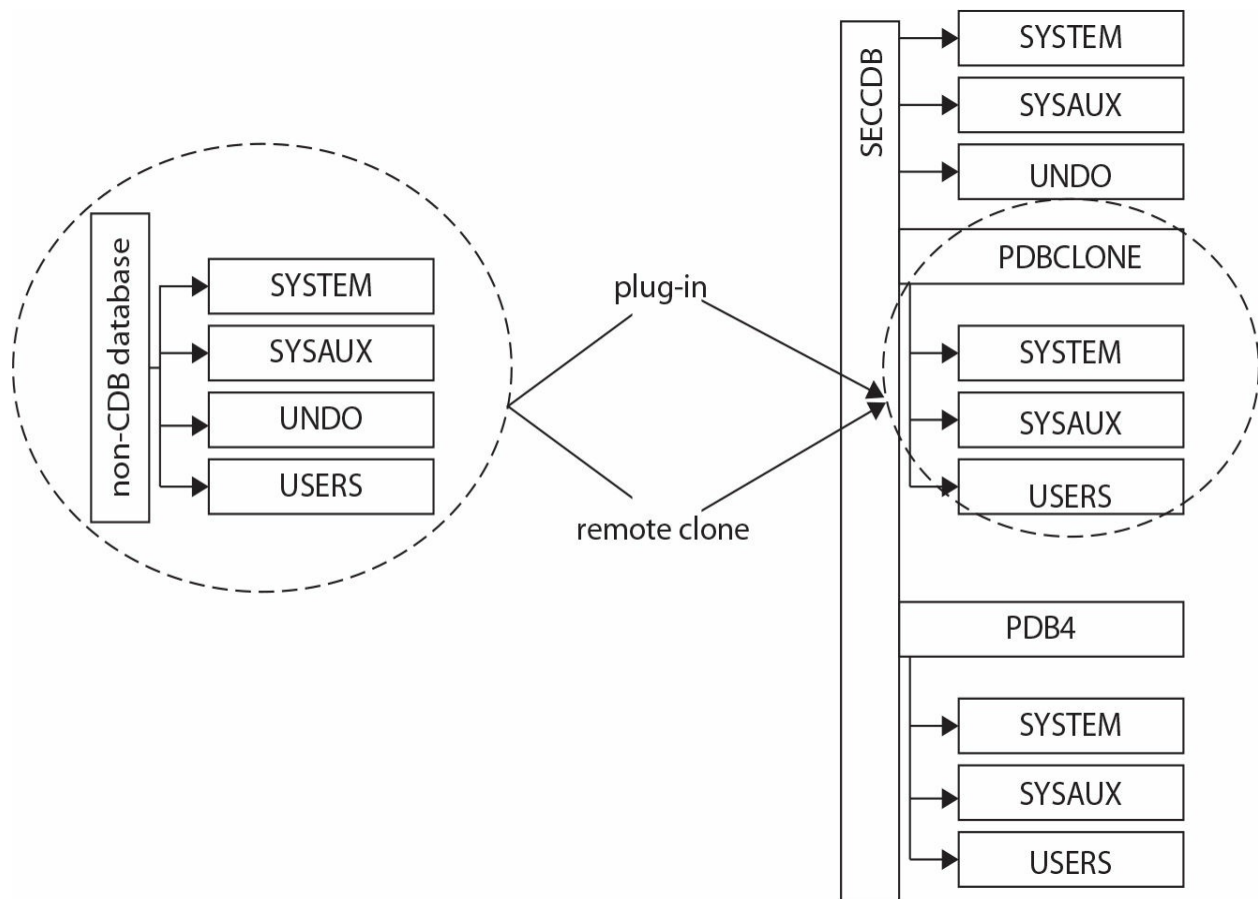 non-CDB database
SYSTEM
SYSAUX
UNDO
USERS
plug-in
remote clone
SECCDB
SYSTEM
SYSAUX
UNDO
PDBCLONE
SYSTEM
SYSAUX
USERS
PDB4
SYSTEM
SYSAUX
USERS